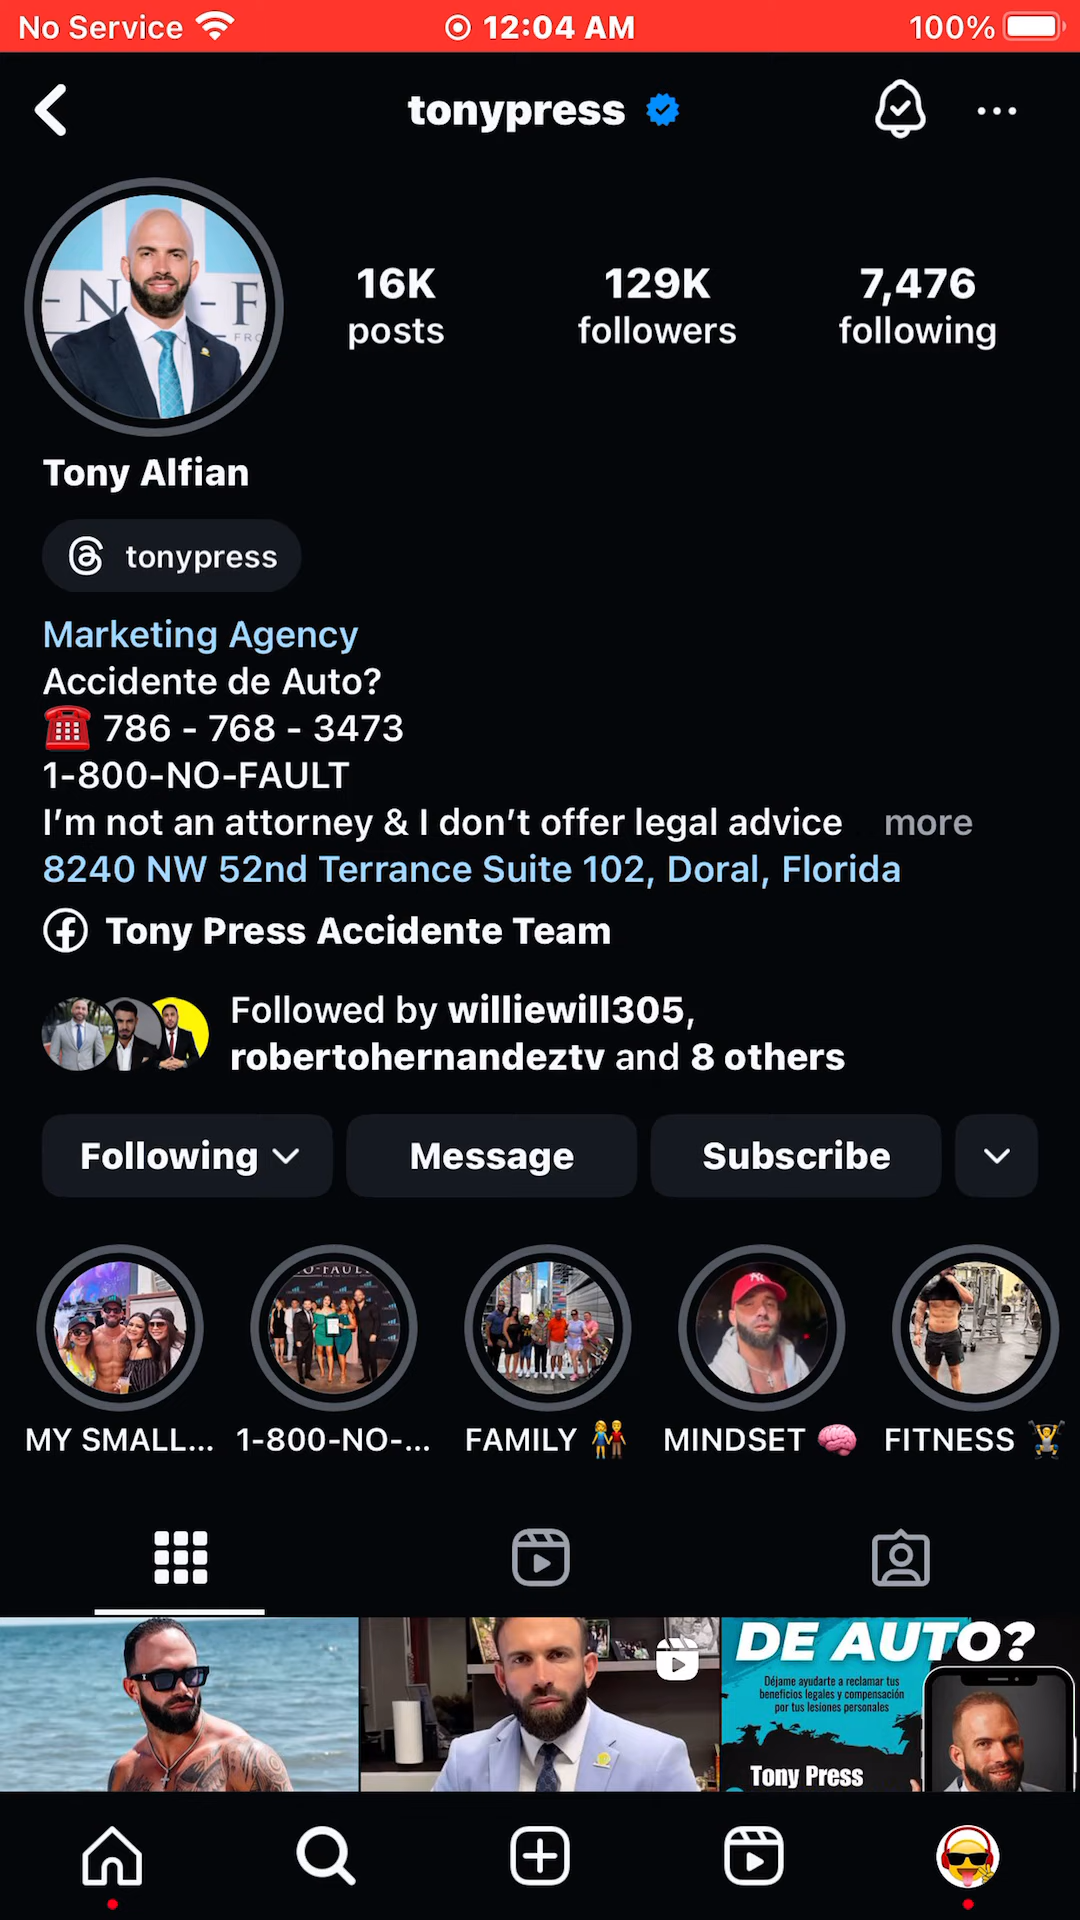 No Service 12:04 AM 100%
tonypress
- N - F
FRO
16K 129K 7,476
posts followers following
Tony Alfian
tonypress
Marketing Agency
Accidente de Auto?
☎️ 786 - 768 - 3473
1-800-NO-FAULT
I’m not an attorney & I don’t offer legal advice more
8240 NW 52nd Terrance Suite 102, Doral, Florida
Tony Press Accidente Team
Followed by williewill305,
robertohernandeztv and 8 others
Following Message Subscribe
O-FAUL
MY SMALL... 1-800-NO-... FAMILY 👫 MINDSET 🧠 FITNESS 🏋️
DE AUTO?
Déjame ayudarte a reclamar tus
beneficios legales y compensación
por tus lesiones personales
Tony Press